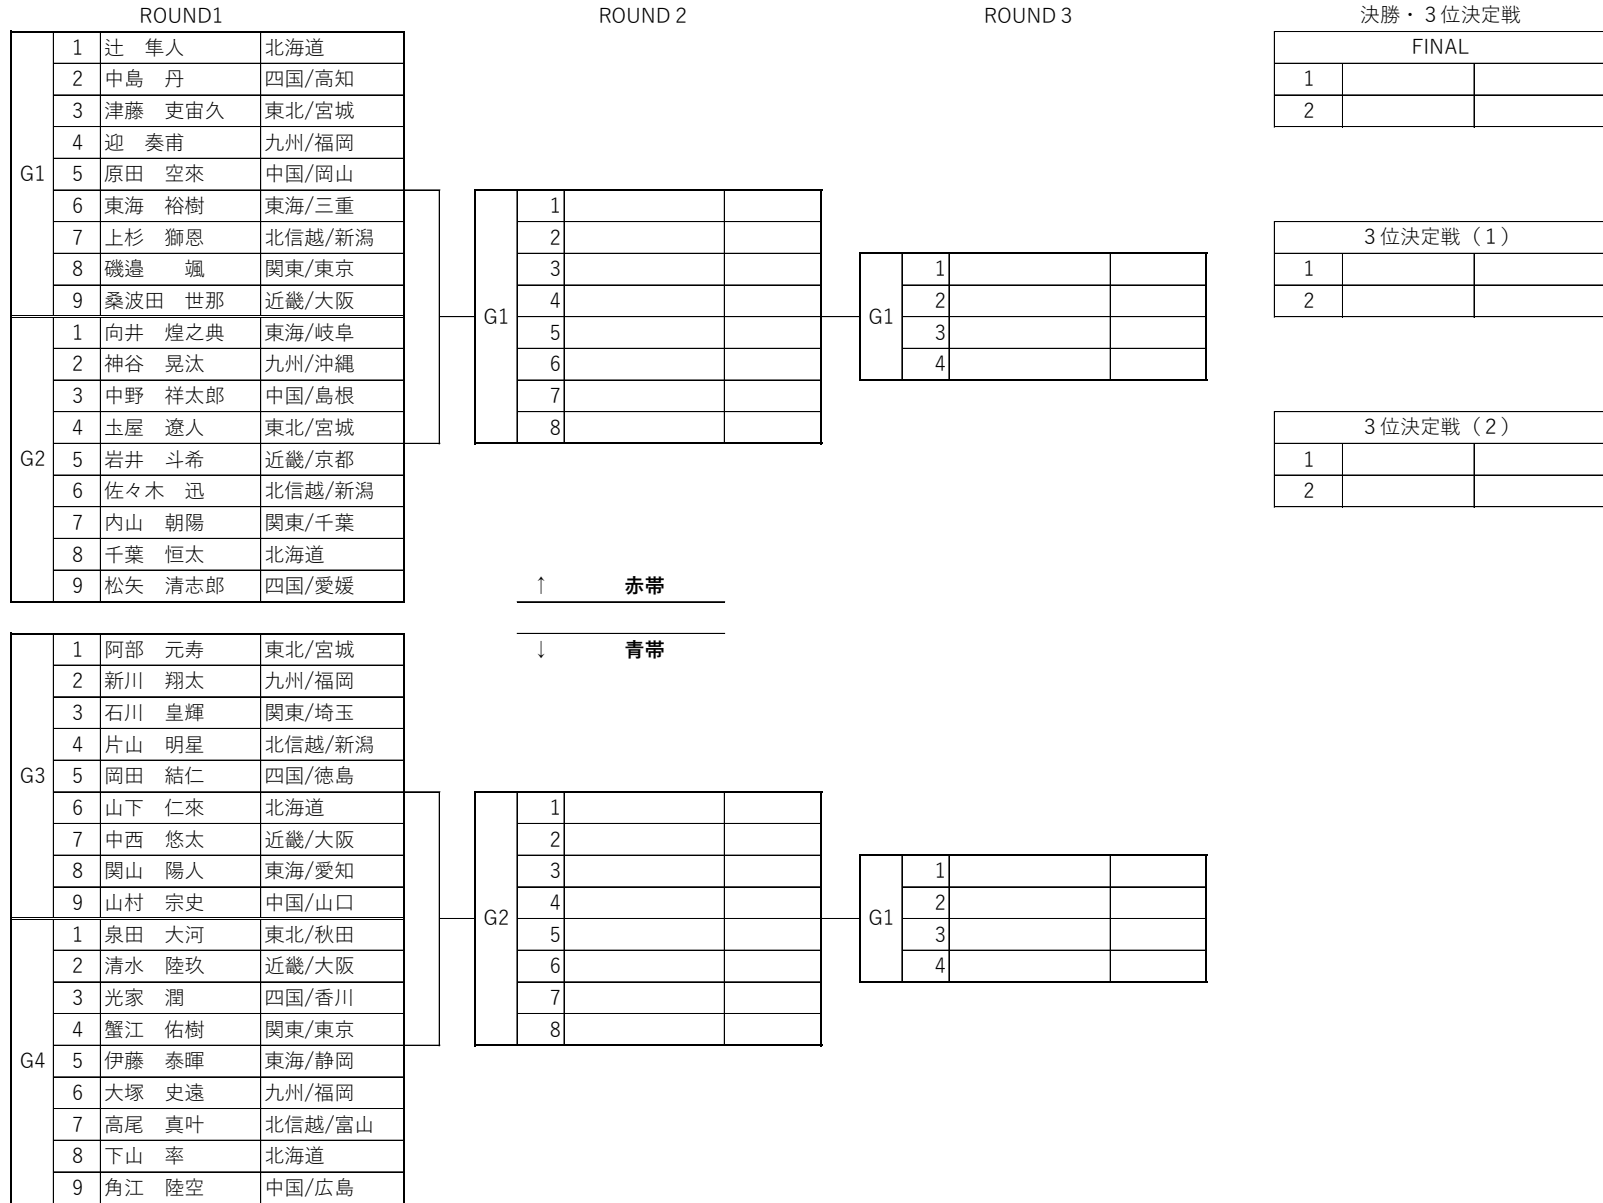 ROUND1 ROUND 2 ROUND 3 決勝・３位決定戦
G1
1 辻　隼人 北海道
2 中島　丹 四国/高知
3 津藤　吏宙久 東北/宮城
4 迎　奏甫 九州/福岡
5 原田　空來 中国/岡山
6 東海　裕樹 東海/三重
7 上杉　獅恩 北信越/新潟
8 磯邉　　颯 関東/東京
9 桑波田　世那 近畿/大阪
G2
1 向井　煌之典 東海/岐阜
2 神谷　晃汰 九州/沖縄
3 中野　祥太郎 中国/島根
4 圡屋　遼人 東北/宮城
5 岩井　斗希 近畿/京都
6 佐々木　迅 北信越/新潟
7 内山　朝陽 関東/千葉
8 千葉　恒太 北海道
9 松矢　清志郎 四国/愛媛
G3
1 阿部　元寿 東北/宮城
2 新川　翔太 九州/福岡
3 石川　皇輝 関東/埼玉
4 片山　明星 北信越/新潟
5 岡田　結仁 四国/徳島
6 山下　仁來 北海道
7 中西　悠太 近畿/大阪
8 関山　陽人 東海/愛知
9 山村　宗史 中国/山口
G4
1 泉田　大河 東北/秋田
2 清水　陸玖 近畿/大阪
3 光家　潤 四国/香川
4 蟹江　佑樹 関東/東京
5 伊藤　泰暉 東海/静岡
6 大塚　史遠 九州/福岡
7 高尾　真叶 北信越/富山
8 下山　率 北海道
9 角江　陸空 中国/広島
G1
1
2
3
4
5
6
7
8
↑ 赤帯
↓ 青帯
G2
1
2
3
4
5
6
7
8
G1
1
2
3
4
G1
1
2
3
4
FINAL
1
2
３位決定戦（１）
1
2
３位決定戦（２）
1
2